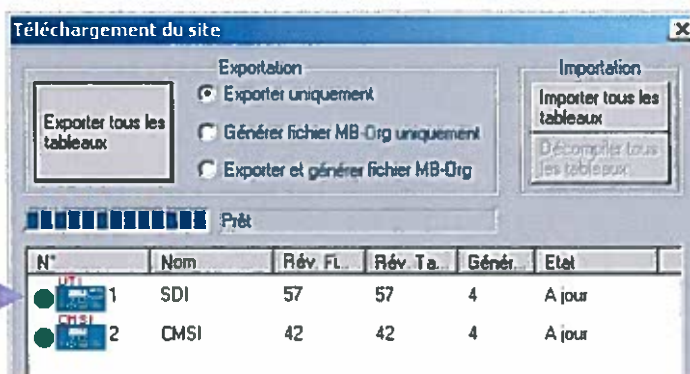 Téléchargement du site
Exportation
Importation
Exporter tous les tableaux
Exporter uniquement
Générer fichier MB-Org uniquement
Exporter et générer fichier MB-Org
Importer tous les tableaux
Décompiler tous les tableaux
Prêt
N° Nom Rév. Fi... Rév. Ta... Génér... Etat
UTI 1 SDI 57 57 4 A jour
CMSI 2 CMSI 42 42 4 A jour